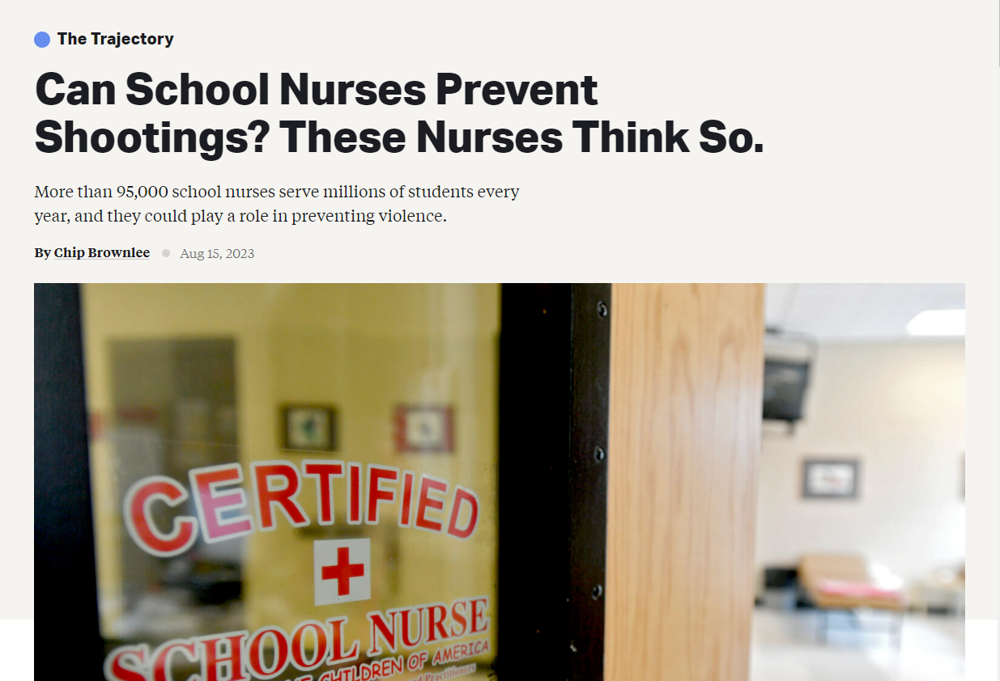 The Trajectory
Can School Nurses Prevent
Shootings? These Nurses Think So.
More than 95,000 school nurses serve millions of students every
year, and they could play a role in preventing violence.
By Chip Brownlee Aug 15, 2023
CERTIFIED
SCHOOL NURSE
CHILDREN OF AMERICA
Practitioners